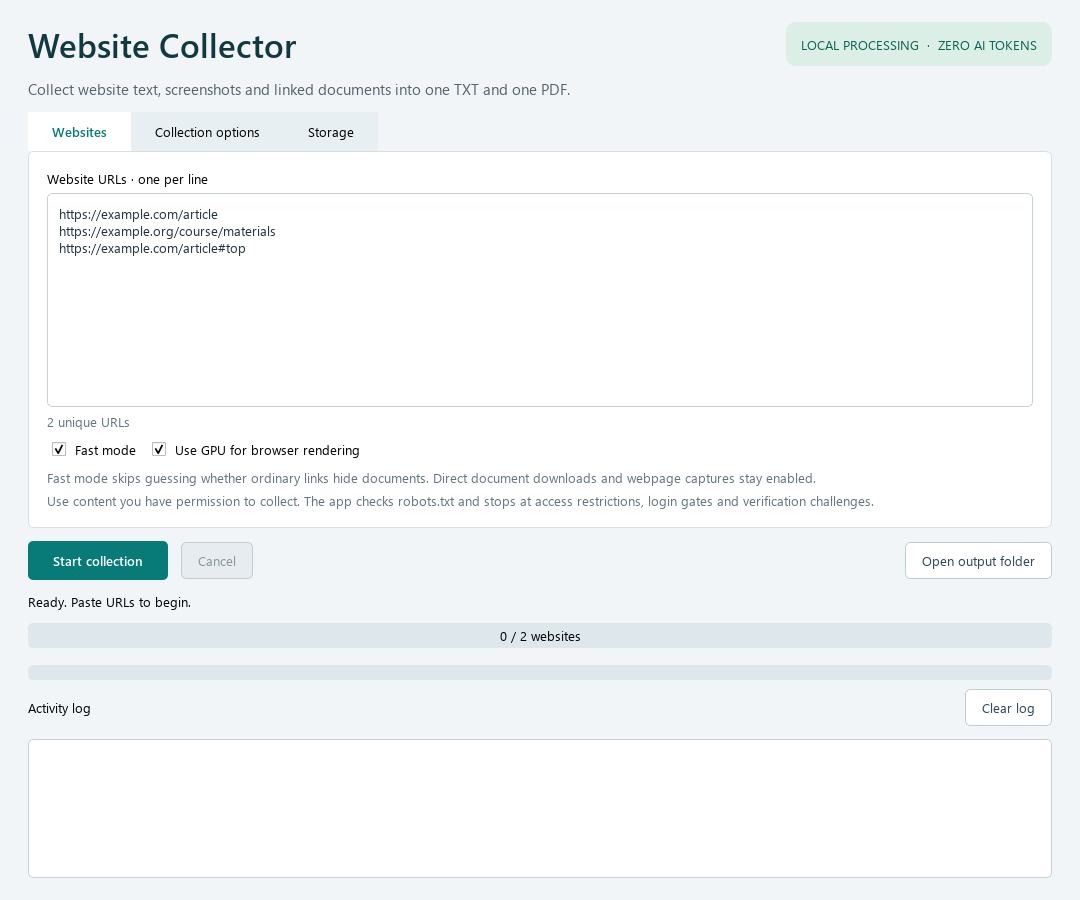 Website Collector
LOCAL PROCESSING · ZERO AI TOKENS
Collect website text, screenshots and linked documents into one TXT and one PDF.
Websites
Collection options
Storage
Website URLs · one per line
https://example.com/article
https://example.org/course/materials
https://example.com/article#top
2 unique URLs
Fast mode
Use GPU for browser rendering
Fast mode skips guessing whether ordinary links hide documents. Direct document downloads and webpage captures stay enabled.
Use content you have permission to collect. The app checks robots.txt and stops at access restrictions, login gates and verification challenges.
Start collection
Cancel
Open output folder
Ready. Paste URLs to begin.
0 / 2 websites
Activity log
Clear log